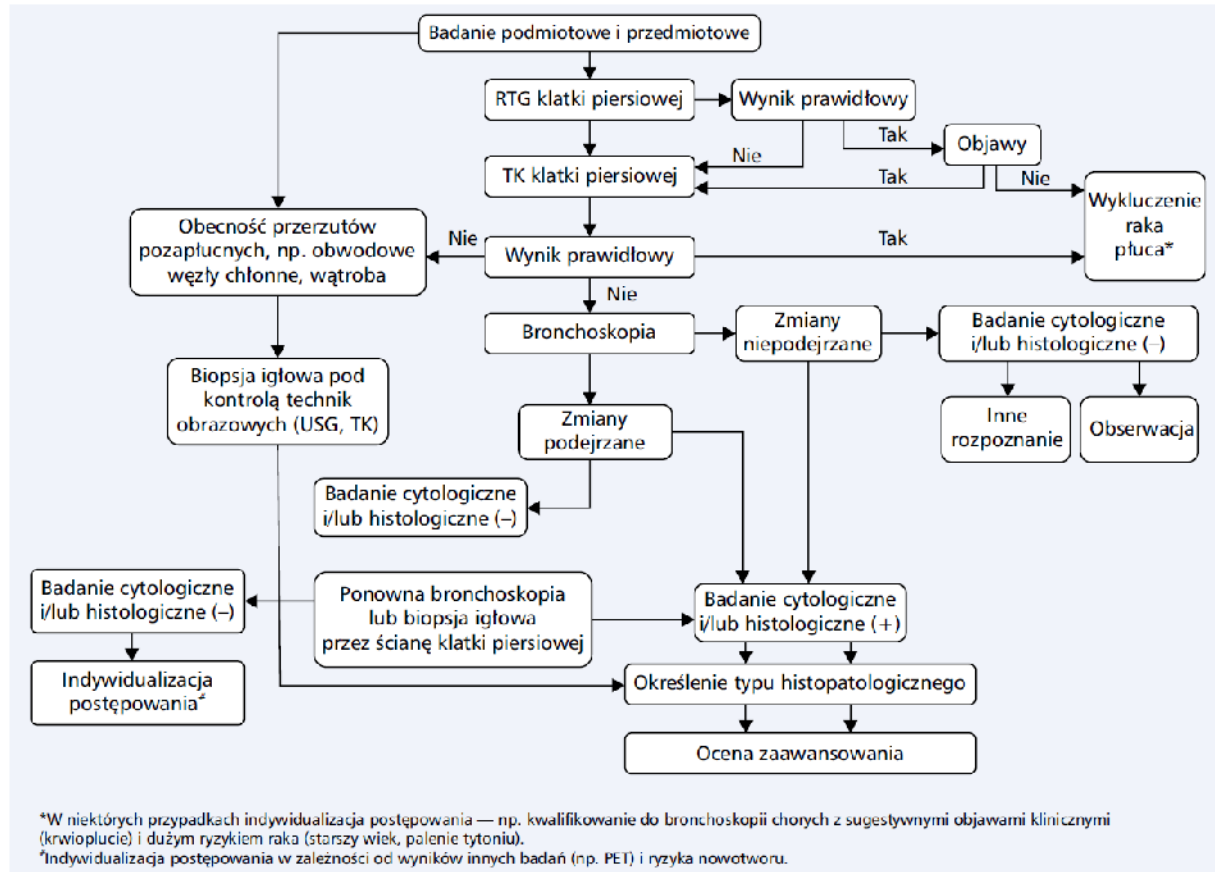 Badanie podmiotowe i przedmiotowe
RTG klatki piersiowej
Wynik prawidłowy
Tak
Objawy
Nie
TK klatki piersiowej
Tak
Nie
Wykluczenie
raka
płuca*
Obecność przerzutów
pozapłucnych, np. obwodowe
węzły chłonne, wątroba
Nie
Wynik prawidłowy
Tak
Nie
Bronchoskopia
Zmiany
niepodejrzane
Badanie cytologiczne
i/lub histologiczne (–)
Biopsja igłowa pod
kontrolą technik
obrazowych (USG, TK)
Zmiany
podejrzane
Inne
rozpoznanie
Obserwacja
Badanie cytologiczne
i/lub histologiczne (–)
Badanie cytologiczne
i/lub histologiczne (–)
Ponowna bronchoskopia
lub biopsja igłowa
przez ścianę klatki piersiowej
Badanie cytologiczne
i/lub histologiczne (+)
Indywidualizacja
postępowania#
Określenie typu histopatologicznego
Ocena zaawansowania
*W niektórych przypadkach indywidualizacja postępowania — np. kwalifikowanie do bronchoskopii chorych z sugestywnymi objawami klinicznymi
(krwioplucie) i dużym ryzykiem raka (starszy wiek, palenie tytoniu).
#Indywidualizacja postępowania w zależności od wyników innych badań (np. PET) i ryzyka nowotworu.